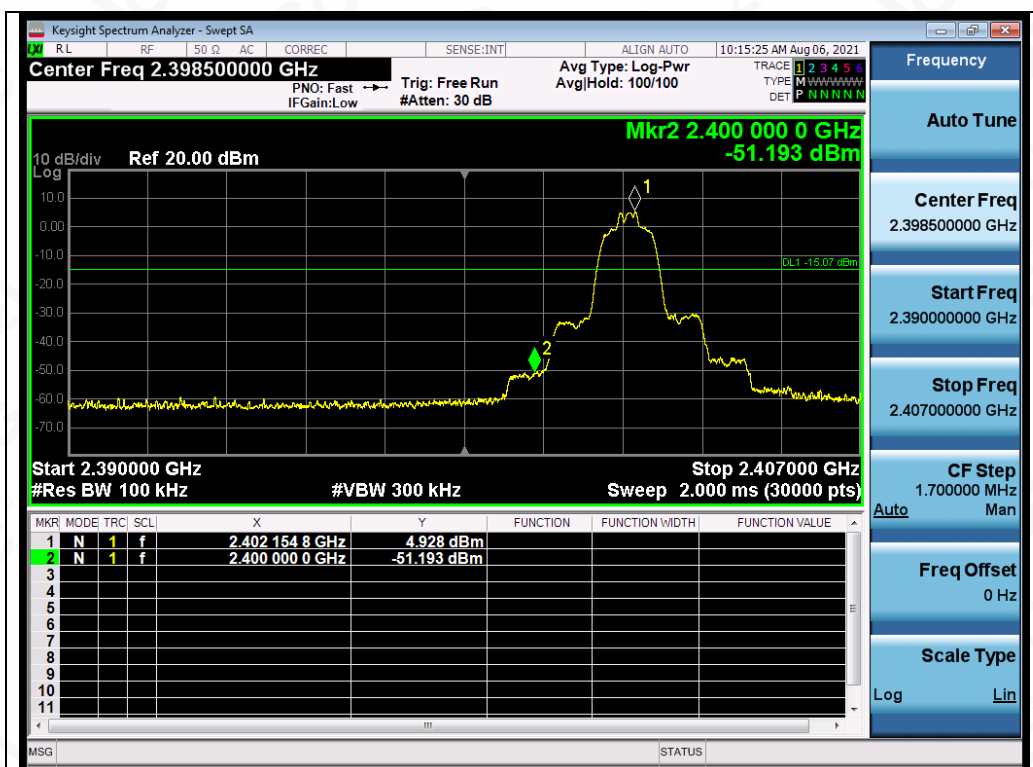 Keysight Spectrum Analyzer - Swept SA
LXI RL RF 50 Ω AC CORREC SENSE:INT ALIGN AUTO 10:15:25 AM Aug 06, 2021
Center Freq 2.398500000 GHz
PNO: Fast
IFGain:Low
Trig: Free Run
#Atten: 30 dB
Avg Type: Log-Pwr
Avg|Hold: 100/100
TRACE 1 2 3 4 5 6
TYPE M W W W W W
DET P N N N N N
Mkr2 2.400 000 0 GHz
-51.193 dBm
10 dB/div Ref 20.00 dBm
Log
1
10.0
0.00
-10.0
DL1 -15.07 dBm
-20.0
-30.0
-40.0
2
-50.0
-60.0
-70.0
Start 2.390000 GHz Stop 2.407000 GHz
#Res BW 100 kHz #VBW 300 kHz Sweep 2.000 ms (30000 pts)
MKR MODE TRC SCL X Y FUNCTION FUNCTION WIDTH FUNCTION VALUE
1 N 1 f 2.402 154 8 GHz 4.928 dBm
2 N 1 f 2.400 000 0 GHz -51.193 dBm
3
4
5
6
7
8
9
10
11
MSG STATUS
Frequency
Auto Tune
Center Freq
2.398500000 GHz
Start Freq
2.390000000 GHz
Stop Freq
2.407000000 GHz
CF Step
1.700000 MHz
Auto Man
Freq Offset
0 Hz
Scale Type
Log Lin